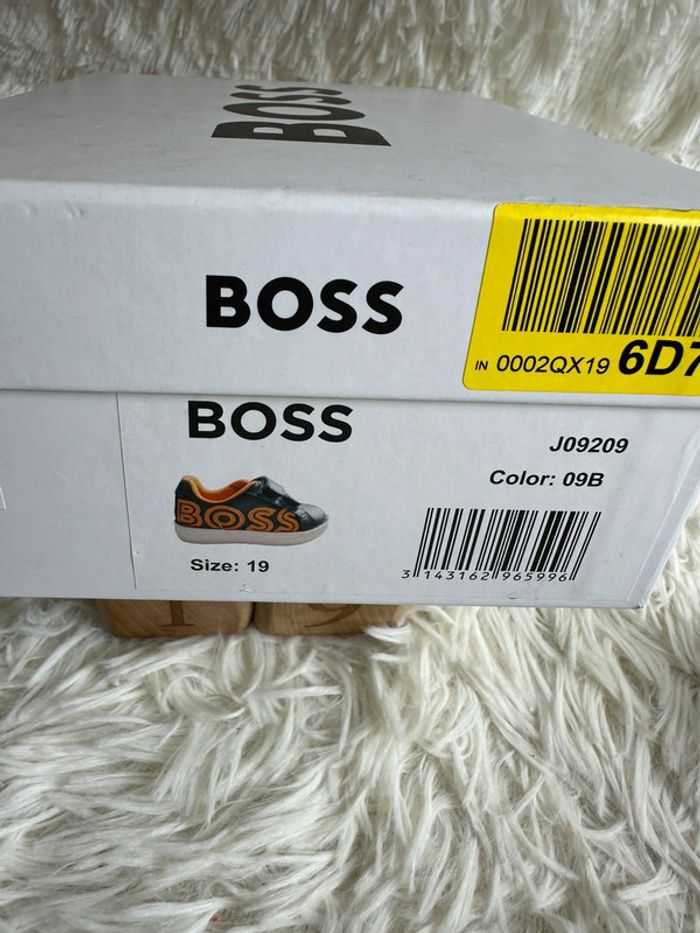 BOSS
BOSS
IN 0002QX19 6D7
BOSS
J09209
Color: 09B
BOSS
Size: 19
3 143162 965996